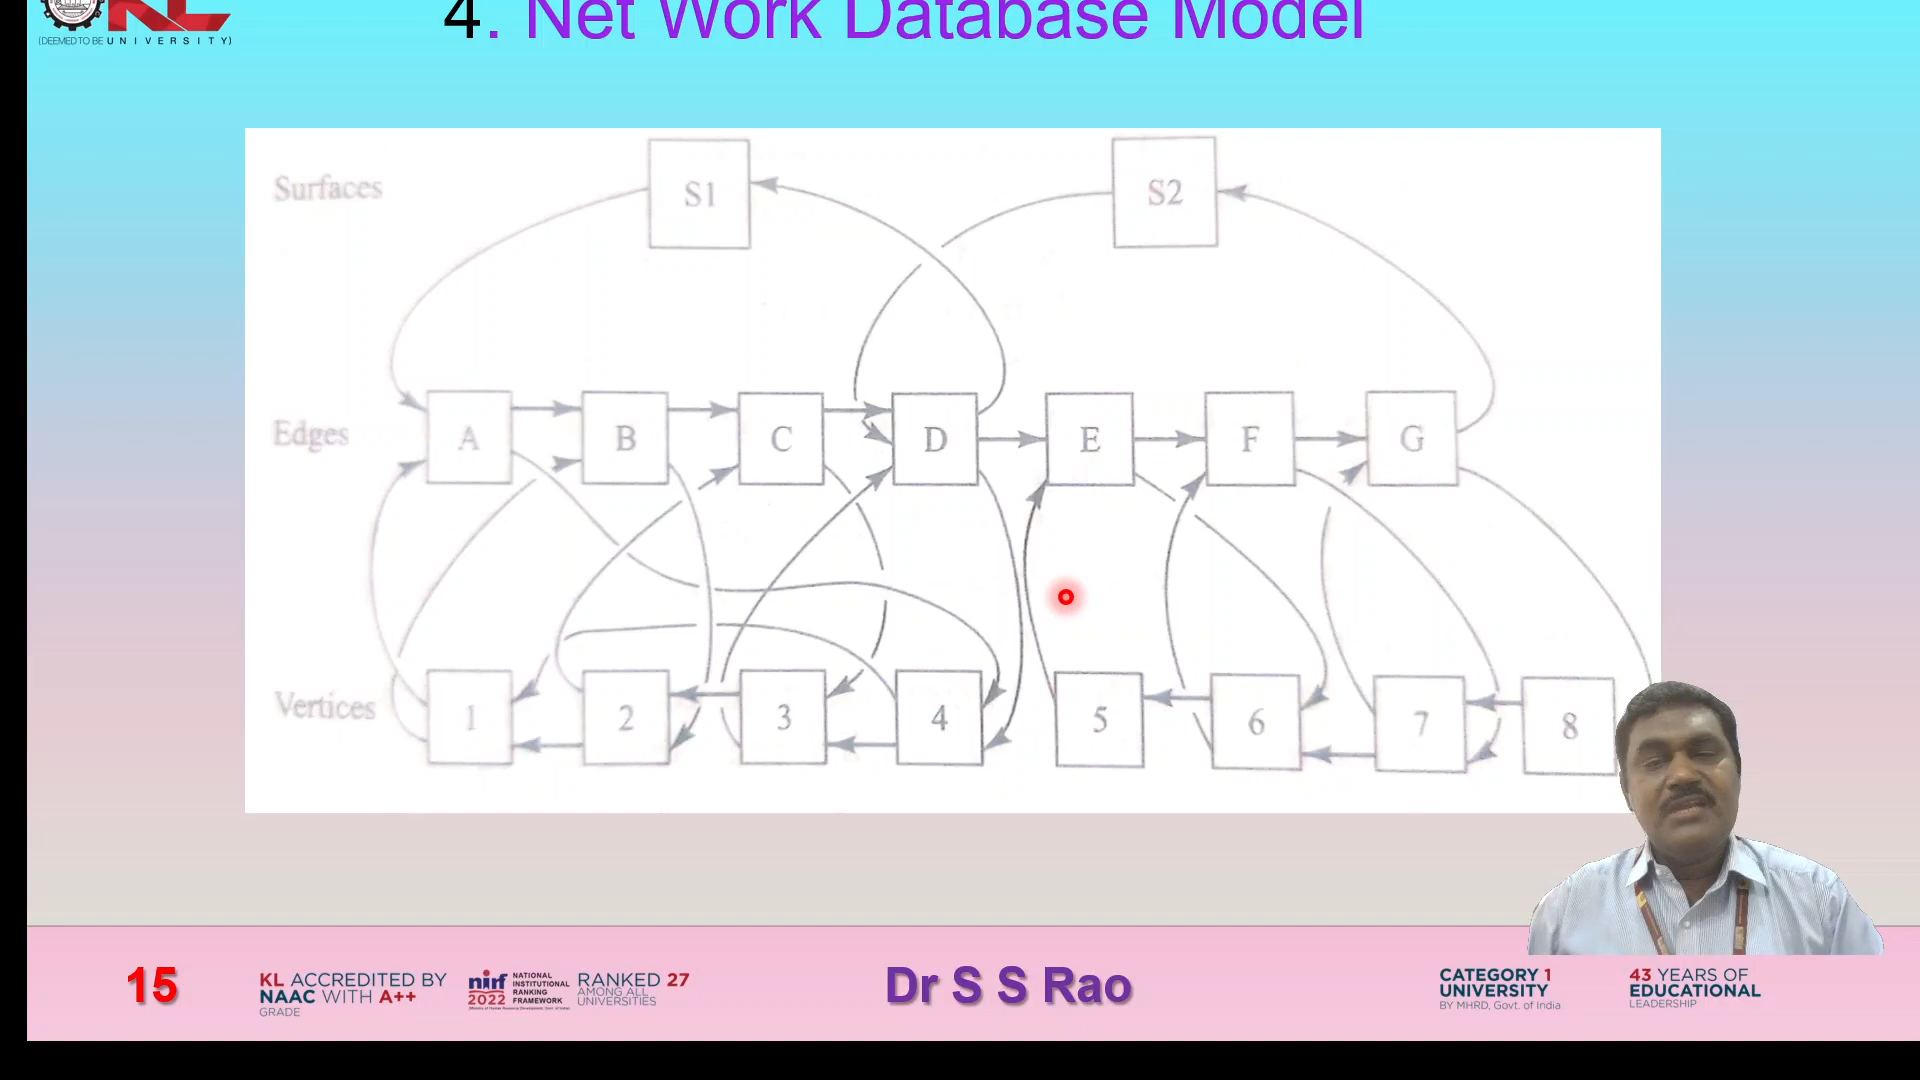 KL
(DEEMED TO BE UNIVERSITY)
4. Net Work Database Model
Surfaces
S1
S2
Edges
A
B
C
D
E
F
G
Vertices
1
2
3
4
5
6
7
8
15
KL ACCREDITED BY
NAAC WITH A++
GRADE
nirf
2022
NATIONAL
INSTITUTIONAL
RANKING
FRAMEWORK
RANKED 27
AMONG ALL
UNIVERSITIES
Dr S S Rao
CATEGORY 1
UNIVERSITY
BY MHRD, Govt. of India
43 YEARS OF
EDUCATIONAL
LEADERSHIP